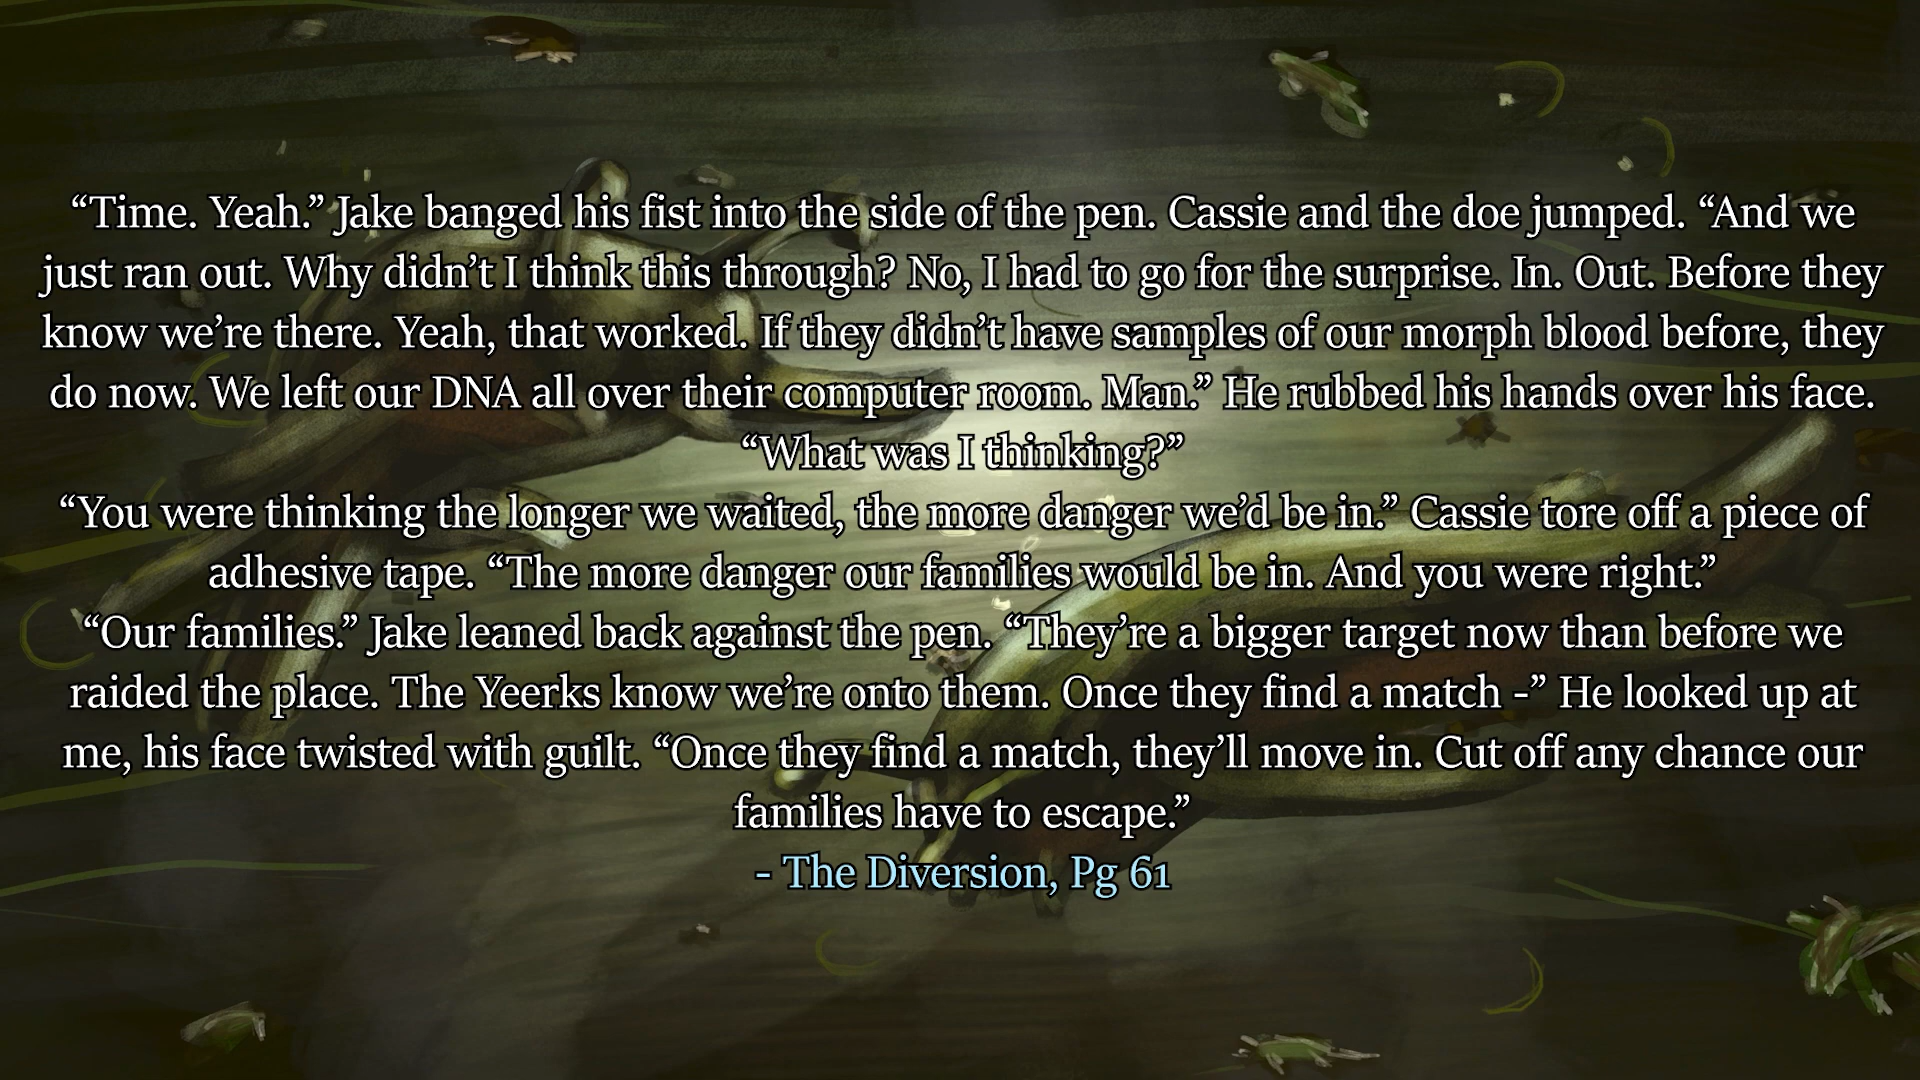 “Time. Yeah.” Jake banged his fist into the side of the pen. Cassie and the doe jumped. “And we
just ran out. Why didn’t I think this through? No, I had to go for the surprise. In. Out. Before they
know we’re there. Yeah, that worked. If they didn’t have samples of our morph blood before, they
do now. We left our DNA all over their computer room. Man.” He rubbed his hands over his face.
“What was I thinking?”
“You were thinking the longer we waited, the more danger we’d be in.” Cassie tore off a piece of
adhesive tape. “The more danger our families would be in. And you were right.”
“Our families.” Jake leaned back against the pen. “They’re a bigger target now than before we
raided the place. The Yeerks know we’re onto them. Once they find a match -” He looked up at
me, his face twisted with guilt. “Once they find a match, they’ll move in. Cut off any chance our
families have to escape.”
- The Diversion, Pg 61